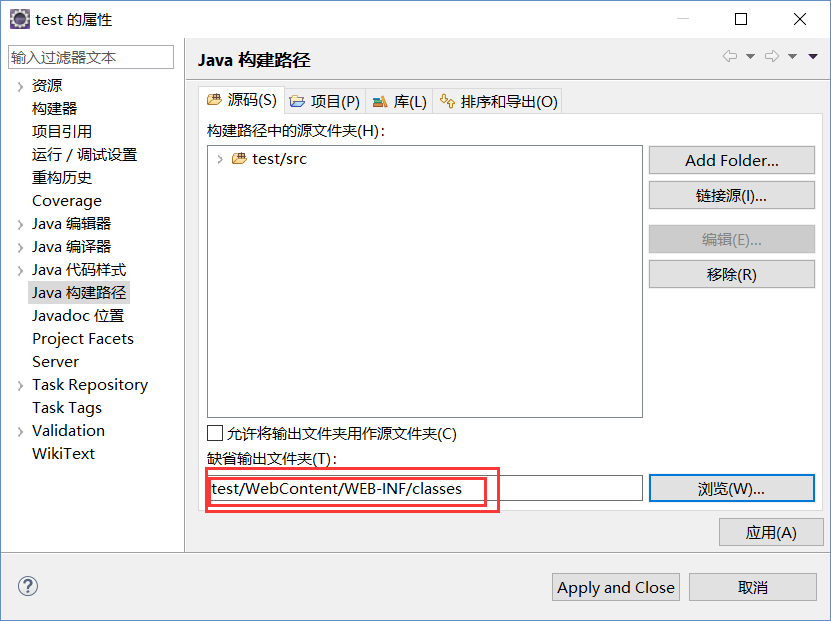 test 的属性
输入过滤器文本
资源
构建器
项目引用
运行 / 调试设置
重构历史
Coverage
Java 编辑器
Java 编译器
Java 代码样式
Java 构建路径
Javadoc 位置
Project Facets
Server
Task Repository
Task Tags
Validation
WikiText
Java 构建路径
源码(S) 项目(P) 库(L) 排序和导出(O)
构建路径中的源文件夹(H):
test/src
Add Folder...
链接源(I)...
编辑(E)...
移除(R)
允许将输出文件夹用作源文件夹(C)
缺省输出文件夹(T):
test/WebContent/WEB-INF/classes
浏览(W)...
应用(A)
?
Apply and Close
取消